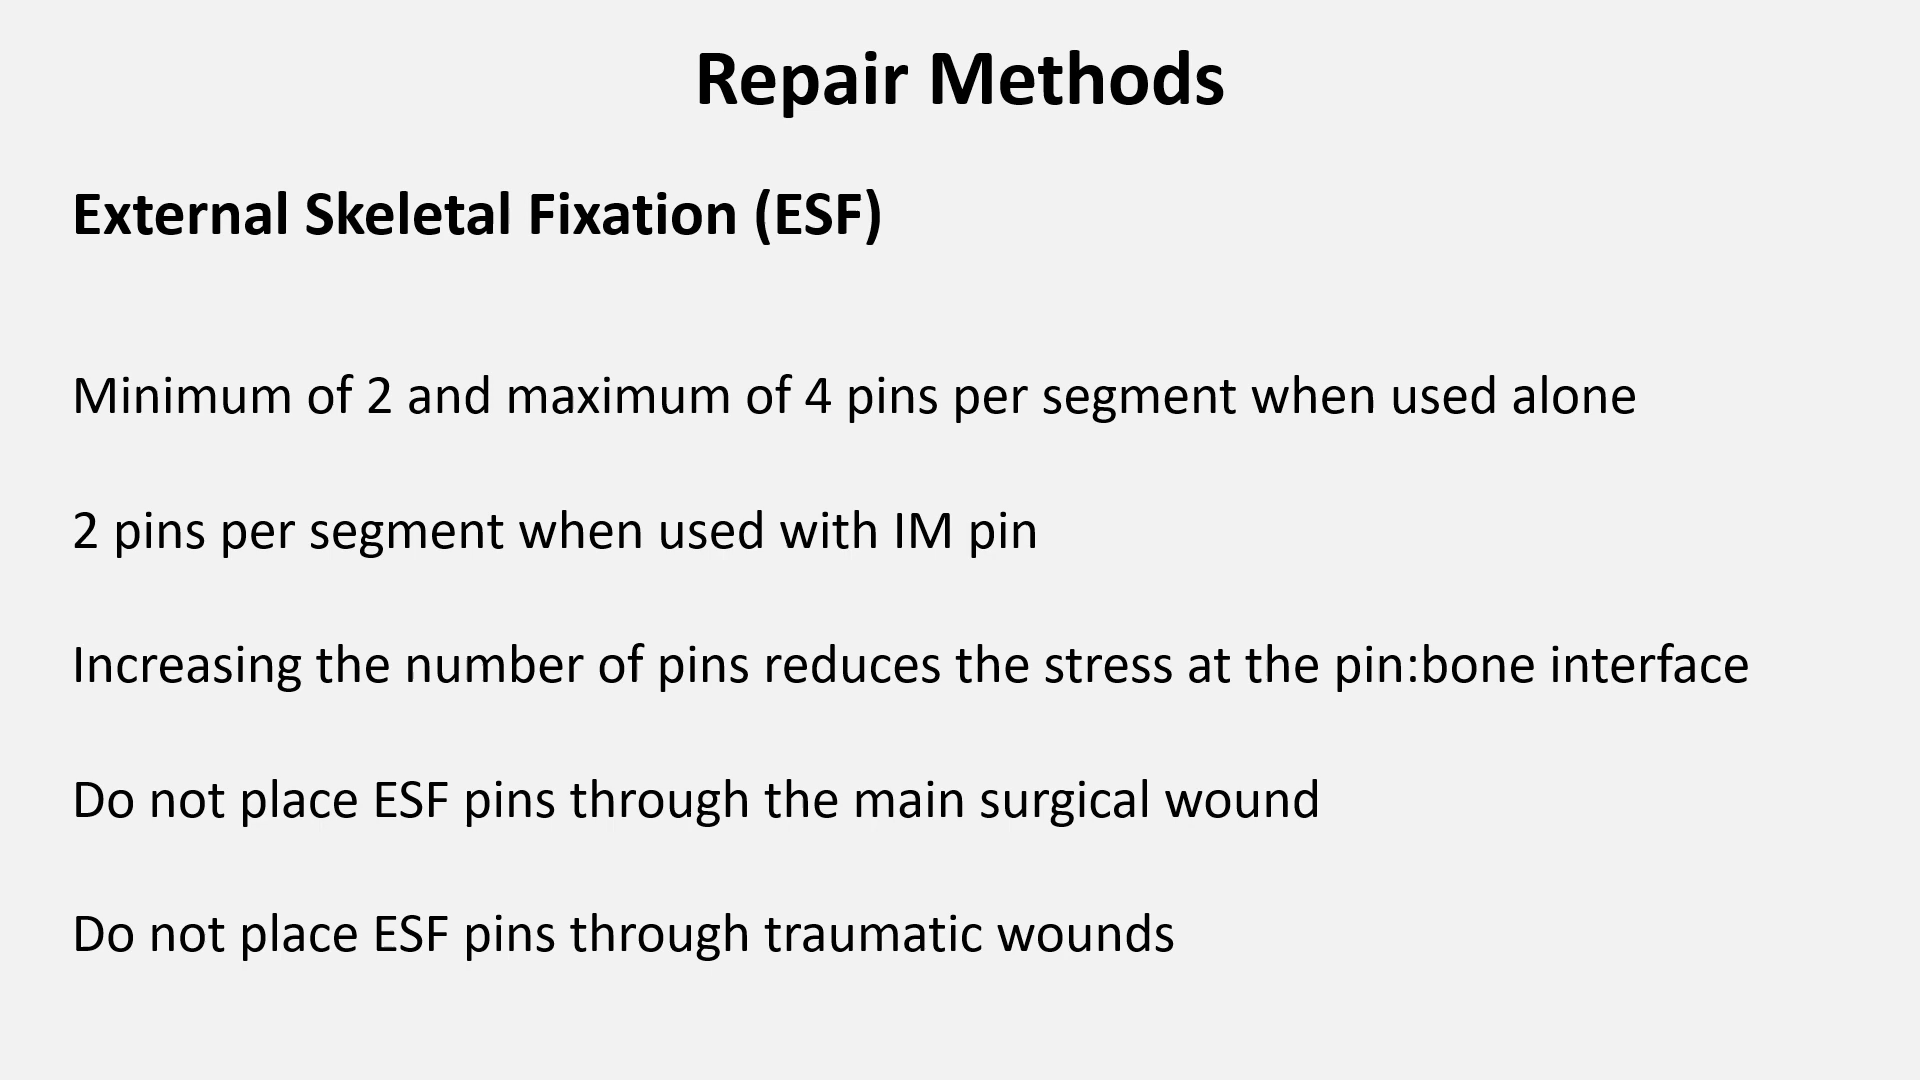 Repair Methods
External Skeletal Fixation (ESF)
Minimum of 2 and maximum of 4 pins per segment when used alone
2 pins per segment when used with IM pin
Increasing the number of pins reduces the stress at the pin:bone interface
Do not place ESF pins through the main surgical wound
Do not place ESF pins through traumatic wounds